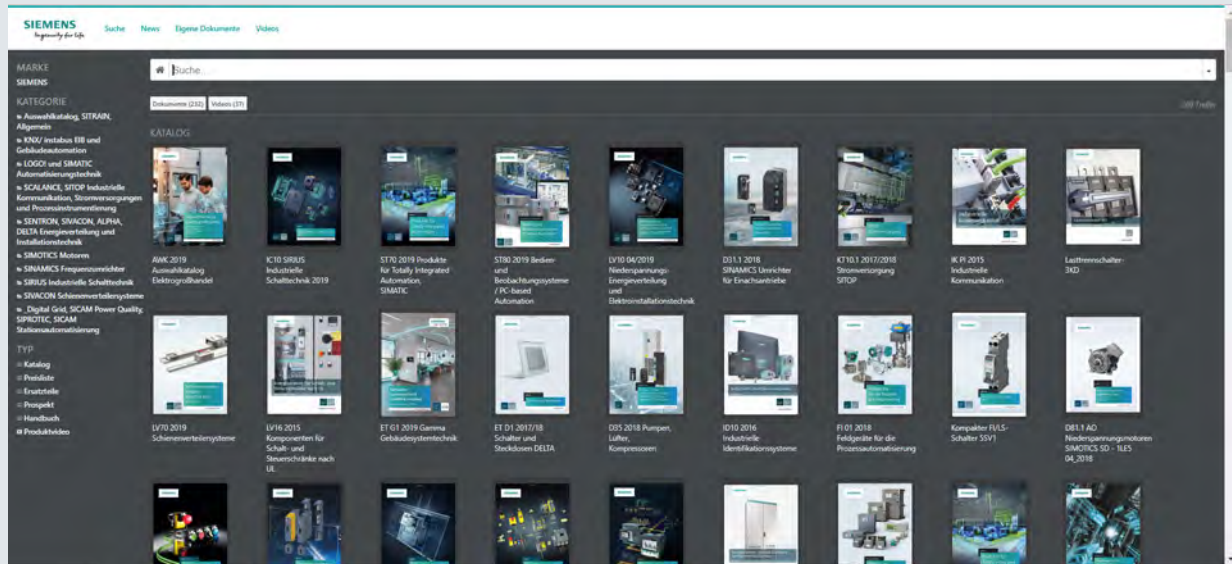 SIEMENS
Ingenuity for life
Suche News Eigene Dokumente Videos
MARKE
SIEMENS
KATEGORIE
Auswahlkatalog, SITRAIN,
Allgemein
KNX/ instabus EIB und
Gebäudeautomation
LOGO! und SIMATIC
Automatisierungstechnik
SCALANCE, SITOP Industrielle
Kommunikation, Stromversorgungen
und Prozessinstrumentierung
SENTRON, SIVACON, ALPHA,
DELTA Energieverteilung und
Installationstechnik
SIMOTICS Motoren
SINAMICS Frequenzumrichter
SIRIUS Industrielle Schalttechnik
SIVACON Schienenverteilersysteme
_Digital Grid, SICAM Power Quality,
SIPROTEC, SICAM
Stationsautomatisierung
TYP
Katalog
Preisliste
Ersatzteile
Prospekt
Handbuch
Produktvideo
Suche
Dokumente (232) Videos (37)
Treffer
KATALOG
AWK 2019
Auswahlkatalog
Elektrogroßhandel
IC10 SIRIUS
Industrielle
Schalttechnik 2019
ST70 2019 Produkte
für Totally Integrated
Automation,
SIMATIC
ST80 2019 Bedien-
und
Beobachtungssysteme
/ PC-based
Automation
LV10 04/2019
Niederspannungs-
Energieverteilung
und
Elektroinstallationstechnik
D31.1 2018
SINAMICS Umrichter
für Einachsantriebe
KT10.1 2017/2018
Stromversorgung
SITOP
IK PI 2015
Industrielle
Kommunikation
Lasttrennschalter-
3KD
LV70 2019
Schienenverteilersysteme
LV16 2015
Komponenten für
Schalt- und
Steuerschränke nach
UL
ET G1 2019 Gamma
Gebäudesystemtechnik
ET D1 2017/18
Schalter und
Steckdosen DELTA
D35 2018 Pumpen,
Lüfter,
Kompressoren
ID10 2016
Industrielle
Identifikationssysteme
FI 01 2018
Feldgeräte für die
Prozessautomatisierung
Kompakter FI/LS-
Schalter 5SV1
D81.1 AD
Niederspannungsmotoren
SIMOTICS SD - 1LE5
04_2018